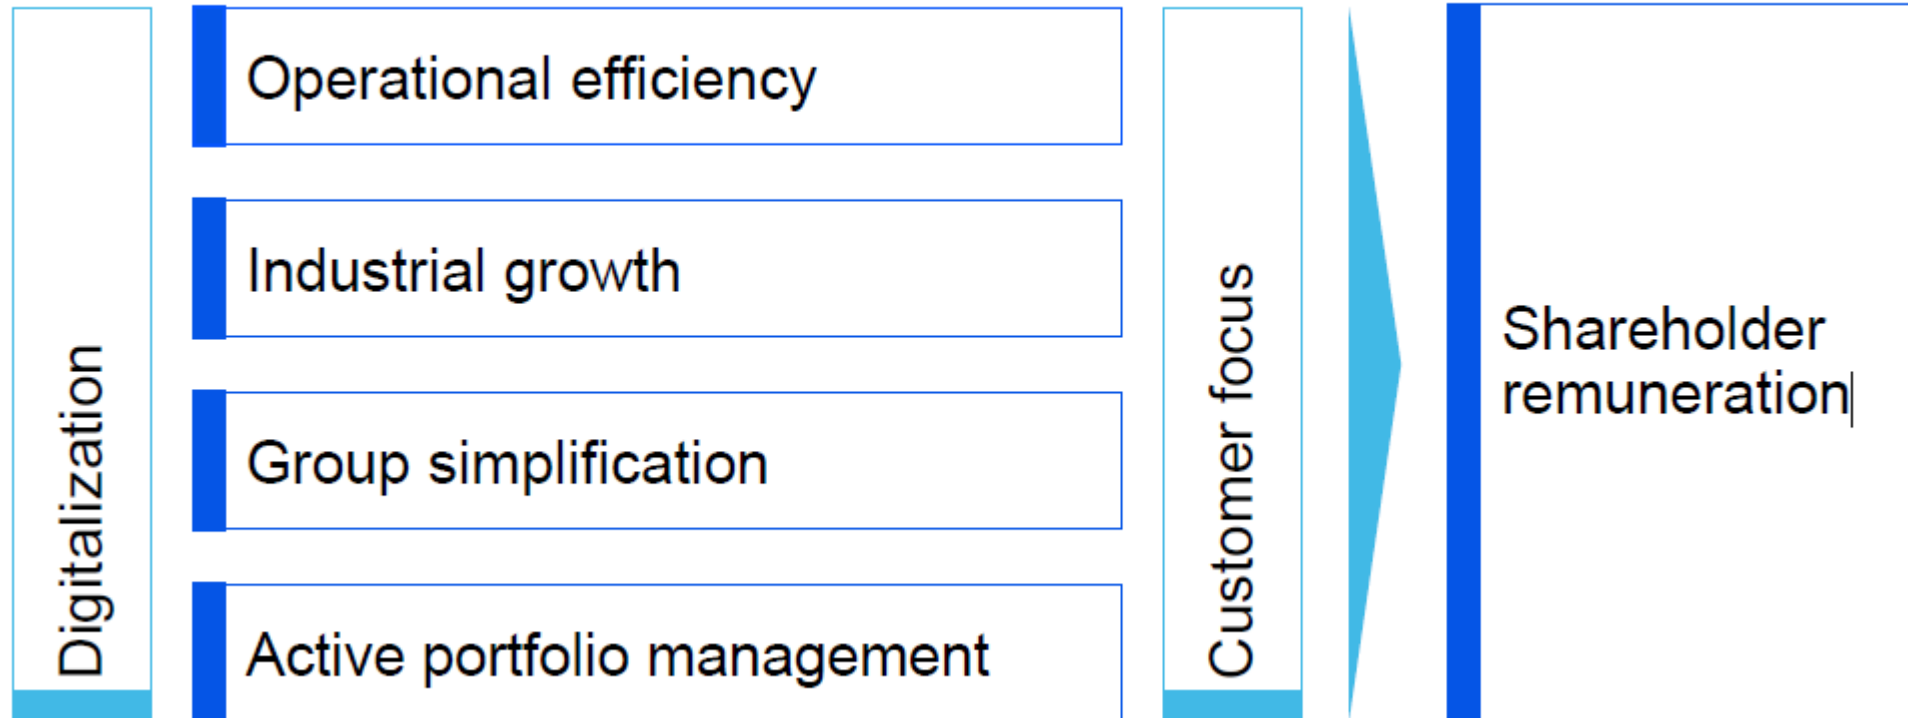 Digitalization
Operational efficiency
Industrial growth
Group simplification
Active portfolio management
Customer focus
Shareholder
remuneration